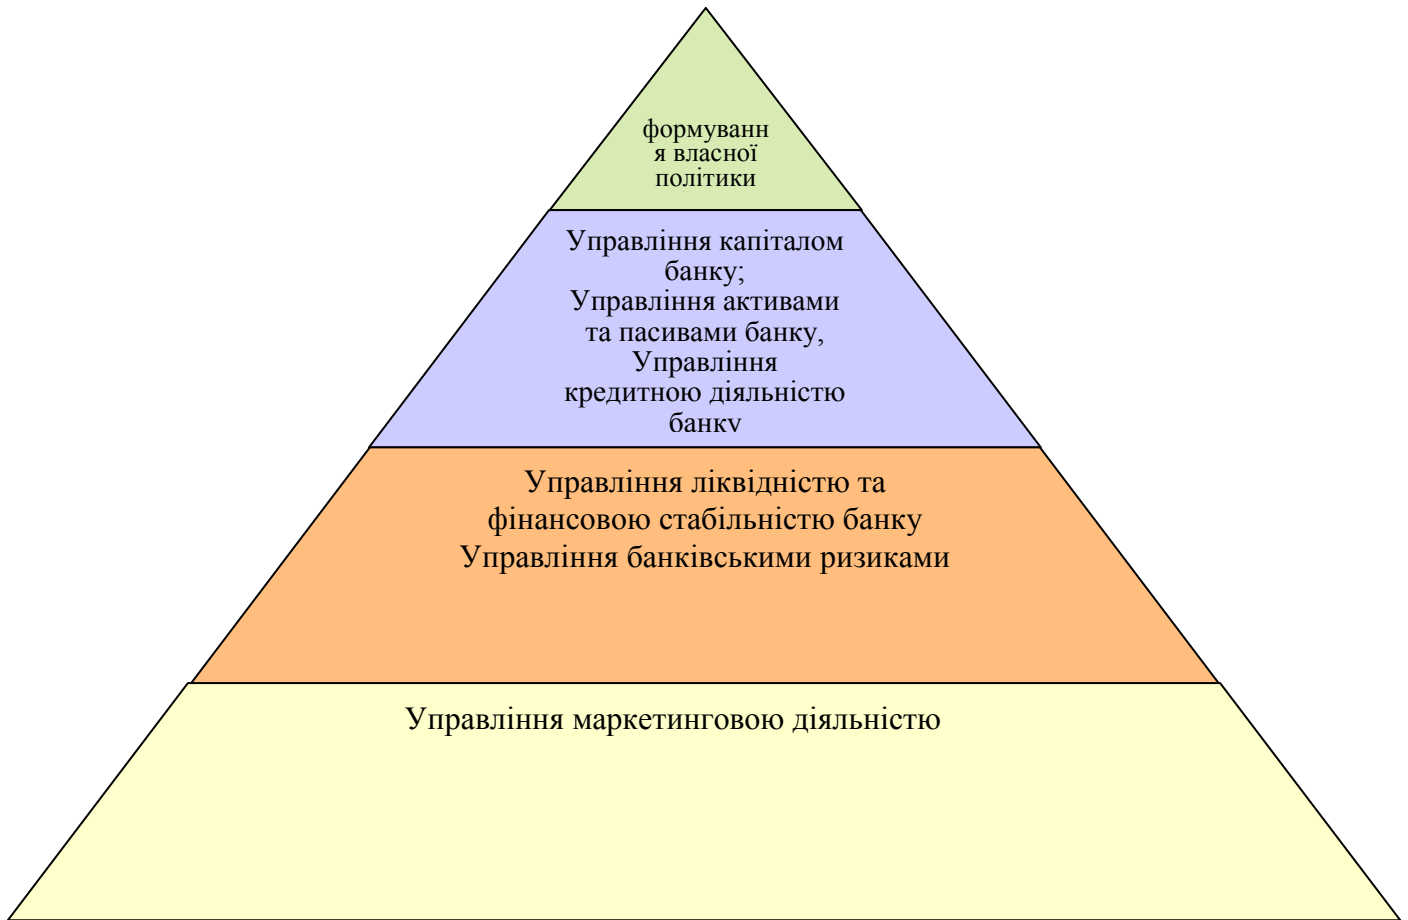 формуванн
я власної
політики
Управління капіталом
банку;
Управління активами
та пасивами банку,
Управління
кредитною діяльністю
банку
Управління ліквідністю та
фінансовою стабільністю банку
Управління банківськими ризиками
Управління маркетинговою діяльністю